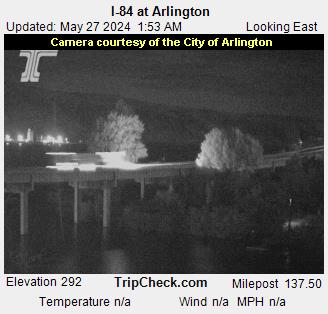 I-84 at Arlington
Updated: May 27 2024 1:53 AM Looking East
Camera courtesy of the City of Arlington
Elevation 292 TripCheck.com Milepost 137.50
Temperature n/a Wind n/a MPH n/a